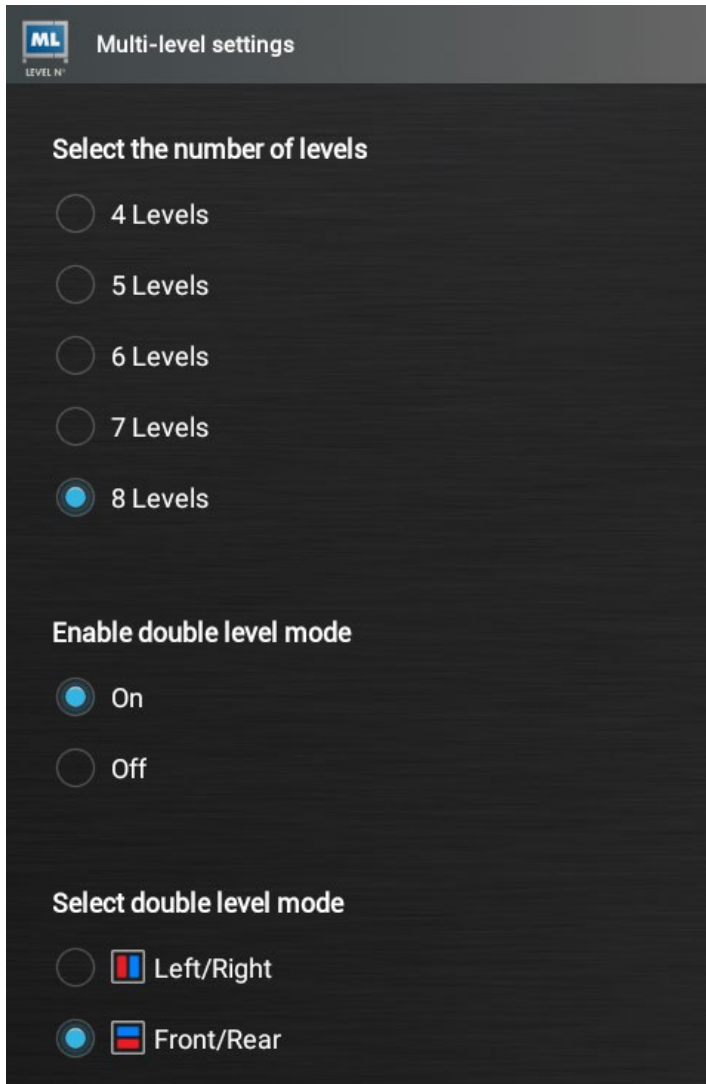 ML
LEVEL N°
Multi-level settings
Select the number of levels
4 Levels
5 Levels
6 Levels
7 Levels
8 Levels
Enable double level mode
On
Off
Select double level mode
Left/Right
Front/Rear